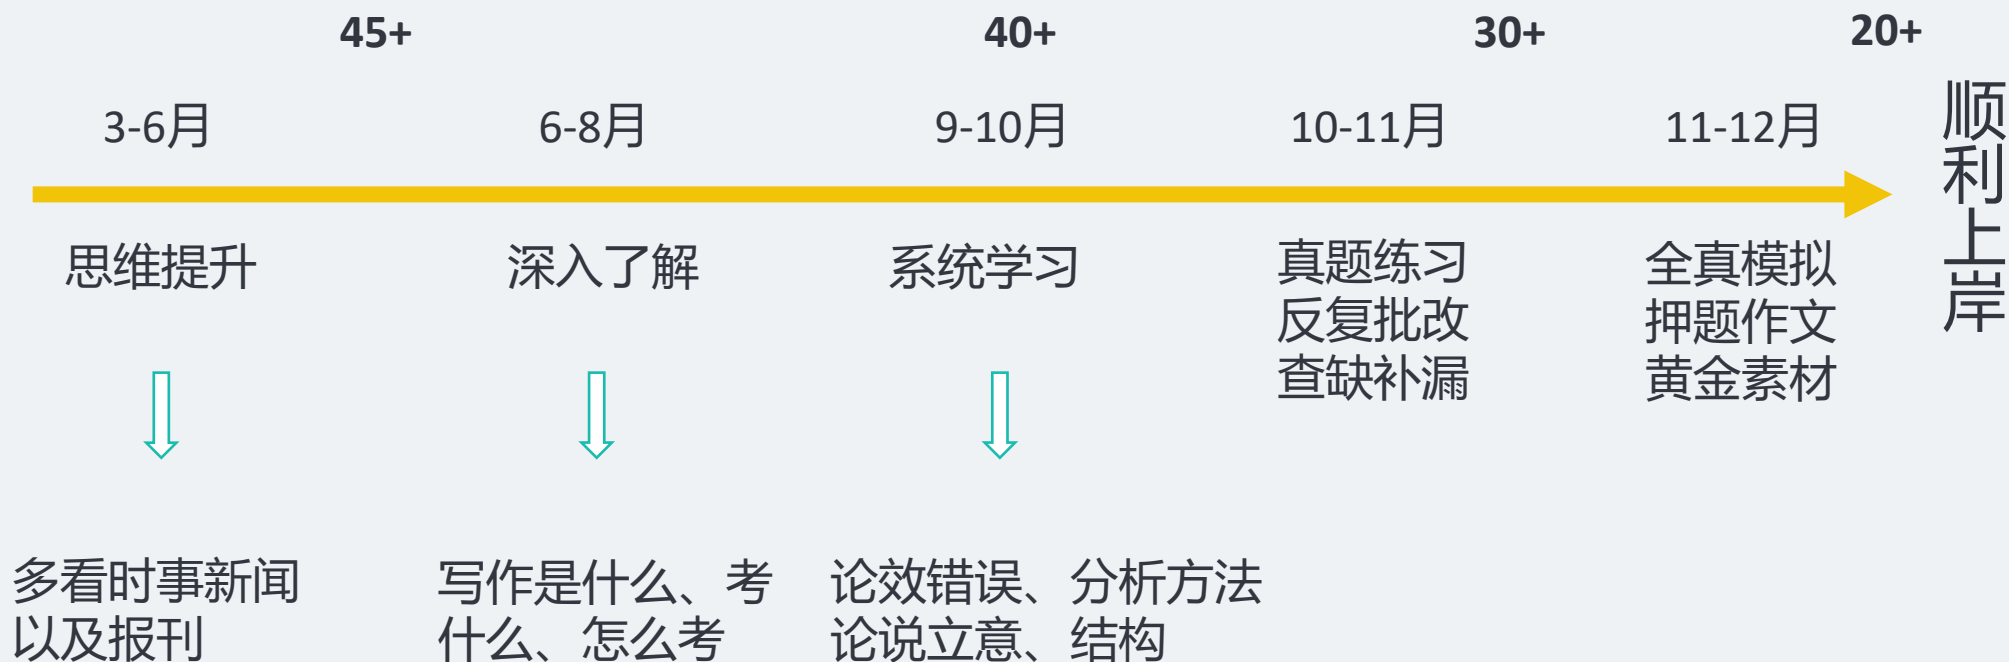 45+
40+
30+
20+
3-6月
6-8月
9-10月
10-11月
11-12月
顺利上岸
思维提升
深入了解
系统学习
真题练习
反复批改
查缺补漏
全真模拟
押题作文
黄金素材
多看时事新闻
以及报刊
写作是什么、考
什么、怎么考
论效错误、分析方法
论说立意、结构